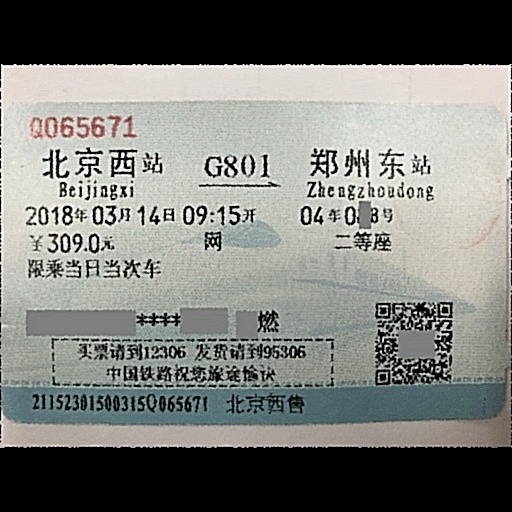 Q065671
北京西站 G801 郑州东站
Beijingxi Zhengzhoudong
2018年03月14日09:15开 04车0 8号
￥309.0元 网 二等座
限乘当日当次车
**** 燃
买票请到12306 发货请到95306
中国铁路祝您旅途愉快
21152301500315Q065671 北京西售